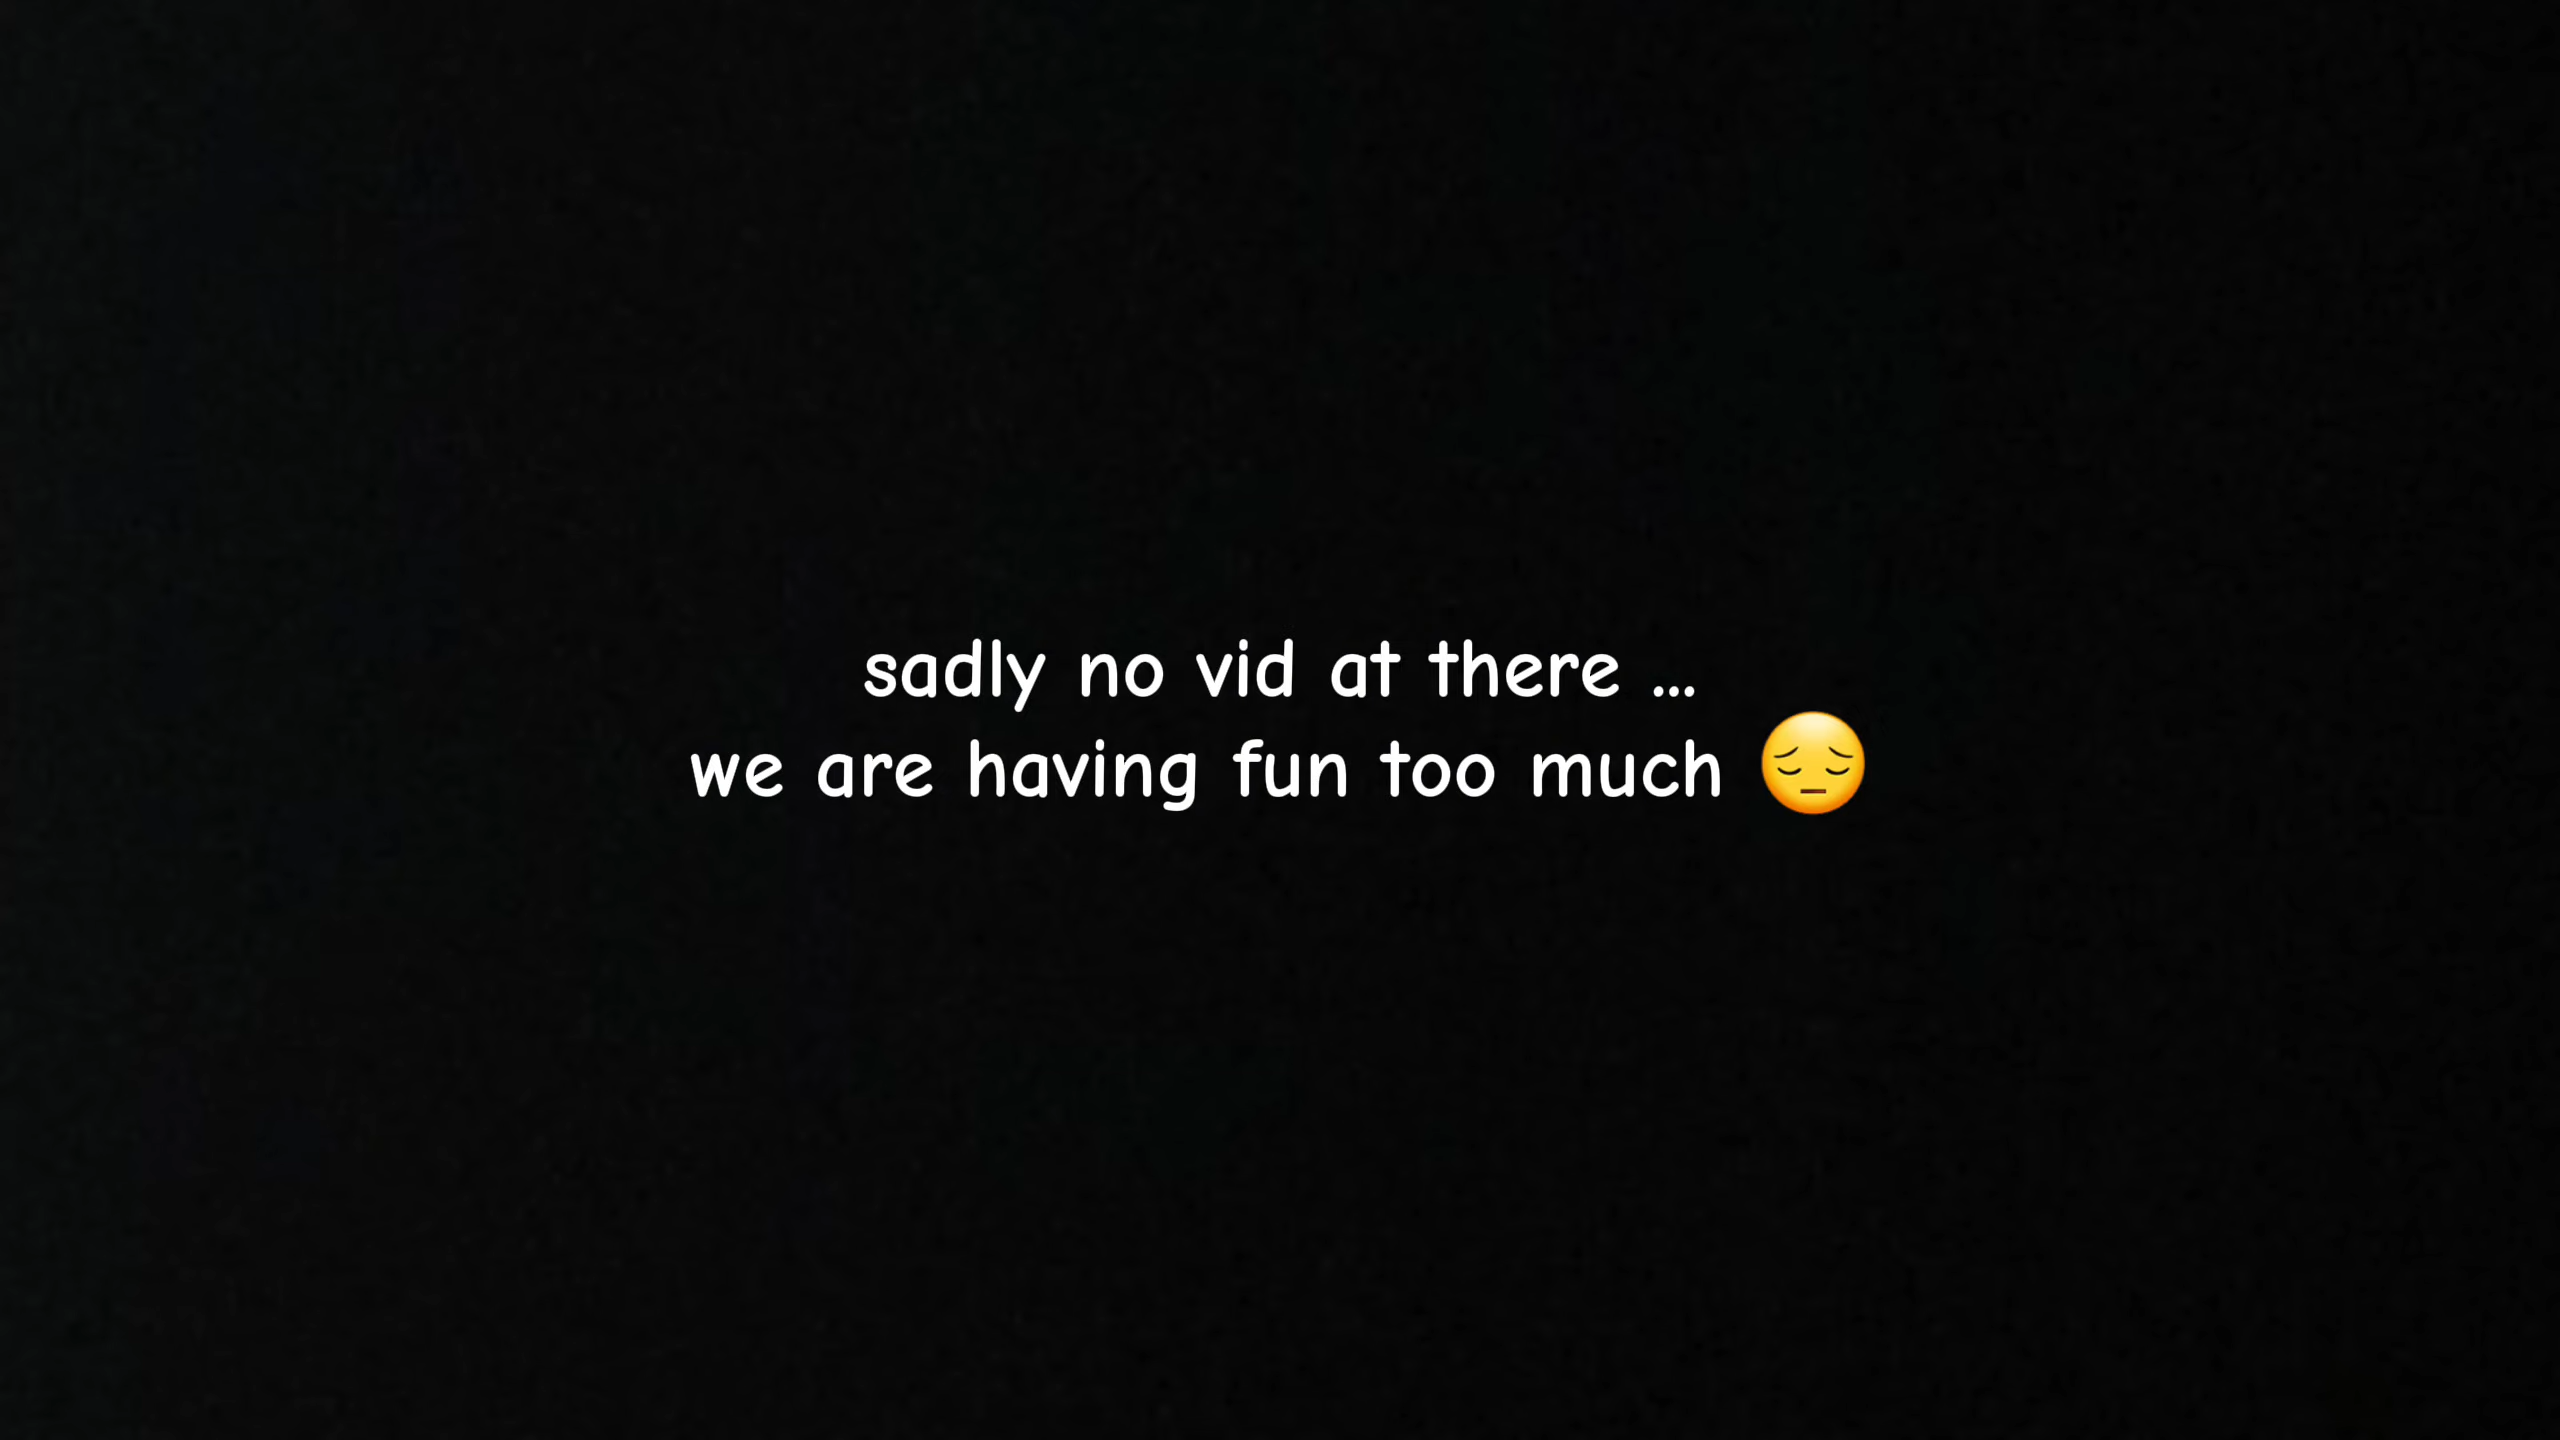 sadly no vid at there ...
we are having fun too much 😔